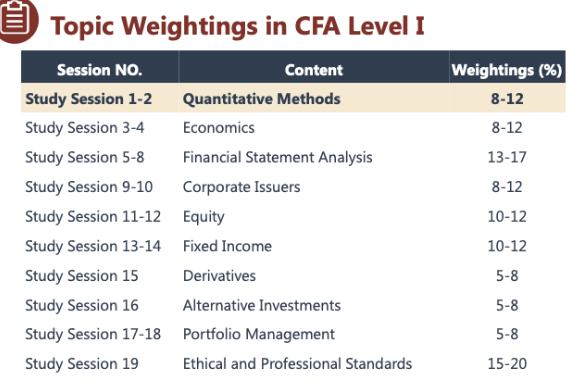 Topic Weightings in CFA Level I
Session NO. Content Weightings (%)
Study Session 1-2 Quantitative Methods 8-12
Study Session 3-4 Economics 8-12
Study Session 5-8 Financial Statement Analysis 13-17
Study Session 9-10 Corporate Issuers 8-12
Study Session 11-12 Equity 10-12
Study Session 13-14 Fixed Income 10-12
Study Session 15 Derivatives 5-8
Study Session 16 Alternative Investments 5-8
Study Session 17-18 Portfolio Management 5-8
Study Session 19 Ethical and Professional Standards 15-20